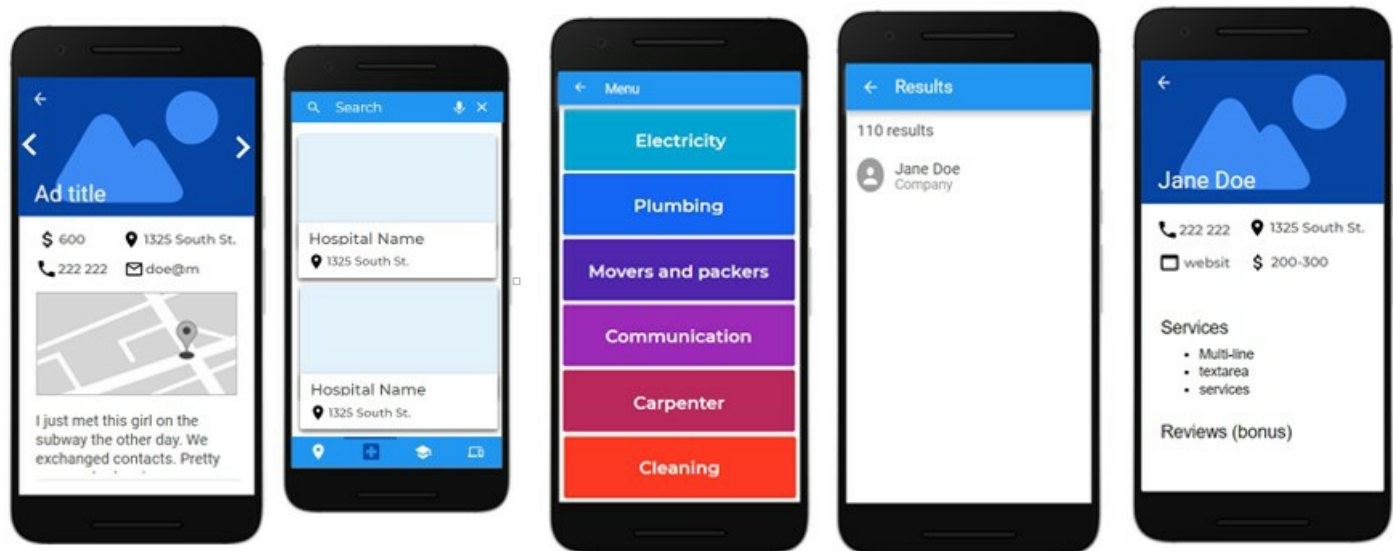 Ad title
$ 600
1325 South St.
222 222
doe@m
I just met this girl on the
subway the other day. We
exchanged contacts. Pretty
Search
Hospital Name
1325 South St.
Hospital Name
1325 South St.
Menu
Electricity
Plumbing
Movers and packers
Communication
Carpenter
Cleaning
Results
110 results
Jane Doe
Company
Jane Doe
222 222
1325 South St.
websit
$ 200-300
Services
• Multi-line
• textarea
• services
Reviews (bonus)